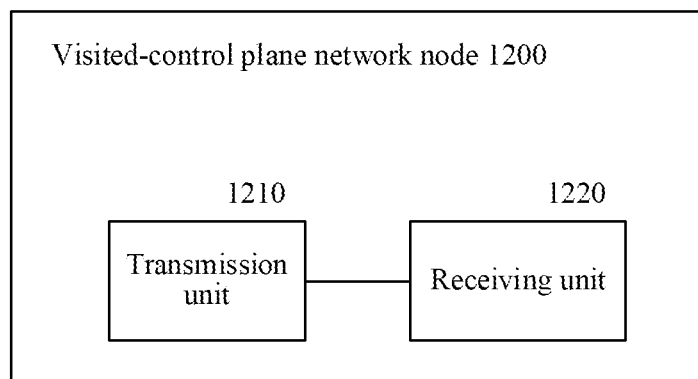 Visited-control plane network node 1200
1210
1220
Transmission
unit
Receiving unit